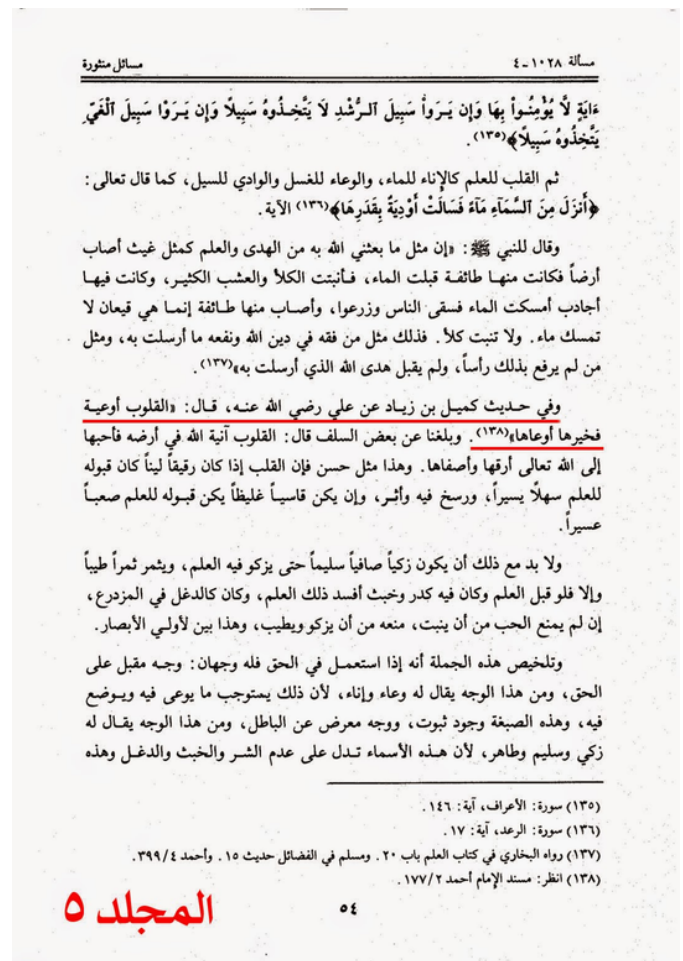 مسألة ١٠٢٨ - ٤
مسائل منثورة
ءَايَةٍ لَّا يُؤْمِنُواْ بِهَا وَإِن يَرَوْاْ سَبِيلَ ٱلرُّشْدِ لَا يَتَّخِذُوهُ سَبِيلًا وَإِن يَرَوْا سَبِيلَ ٱلْغَيِّ
يَتَّخِذُوهُ سَبِيلًا﴾(١٣٥) .
ثم القلب للعلم كالإناء للماء، والوعاء للغسل والوادي للسيل، كما قال تعالى:
﴿أَنزَلَ مِنَ ٱلسَّمَآءِ مَآءً فَسَالَتْ أَوْدِيَةٌ بِقَدَرِهَا﴾(١٣٦) الآية .
وقال للنبي ﷺ: «إن مثل ما بعثني الله به من الهدى والعلم كمثل غيث أصاب
أرضاً فكانت منها طائفة قبلت الماء، فأنبتت الكلأ والعشب الكثير، وكانت فيها
أجادب أمسكت الماء فسقى الناس وزرعوا، وأصاب منها طائفة إنما هي قيعان لا
تمسك ماء. ولا تنبت كلأ. فذلك مثل من فقه في دين الله ونفعه ما أرسلت به، ومثل
من لم يرفع بذلك رأساً، ولم يقبل هدى الله الذي أرسلت به»(١٣٧) .
وفي حديث كميل بن زياد عن علي رضي الله عنه، قال: «القلوب أوعية
فخيرها أوعاها»(١٣٨). وبلغنا عن بعض السلف قال: القلوب آنية الله في أرضه فأحبها
إلى الله تعالى أرقها وأصفاها. وهذا مثل حسن فإن القلب إذا كان رقيقاً ليناً كان قبوله
للعلم سهلاً يسيراً، ورسخ فيه وأثر، وإن يكن قاسياً غليظاً يكن قبوله للعلم صعباً
عسيراً.
ولا بد مع ذلك أن يكون زكياً صافياً سليماً حتى يزكو فيه العلم، ويثمر ثمراً طيباً
وإلا فلو قبل العلم وكان فيه كدر وخبث أفسد ذلك العلم، وكان كالدغل في المزدرع،
إن لم يمنع الحب من أن ينبت، منعه من أن يزكو ويطيب، وهذا بين لأولي الأبصار.
وتلخيص هذه الجملة أنه إذا استعمل في الحق فله وجهان: وجه مقبل على
الحق، ومن هذا الوجه يقال له وعاء وإناء، لأن ذلك يستوجب ما يوعى فيه ويوضع
فيه، وهذه الصبغة وجود ثبوت، ووجه معرض عن الباطل، ومن هذا الوجه يقال له
زكي وسليم وطاهر، لأن هذه الأسماء تدل على عدم الشر والخبث والدغل وهذه
(١٣٥) سورة: الأعراف، آية: ١٤٦ .
(١٣٦) سورة: الرعد، آية: ١٧ .
(١٣٧) رواه البخاري في كتاب العلم باب ٢٠ . ومسلم في الفضائل حديث ١٥ . وأحمد ٣٩٩/٤ .
(١٣٨) انظر: مسند الإمام أحمد ١٧٧/٢ .
٥٤
المجلد ٥